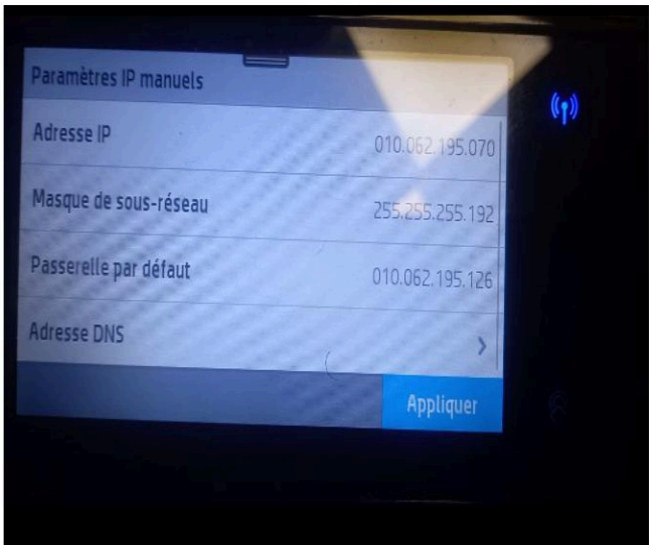 Paramètres IP manuels
Adresse IP 010.062.195.070
Masque de sous-réseau 255.255.255.192
Passerelle par défaut 010.062.195.126
Adresse DNS
Appliquer